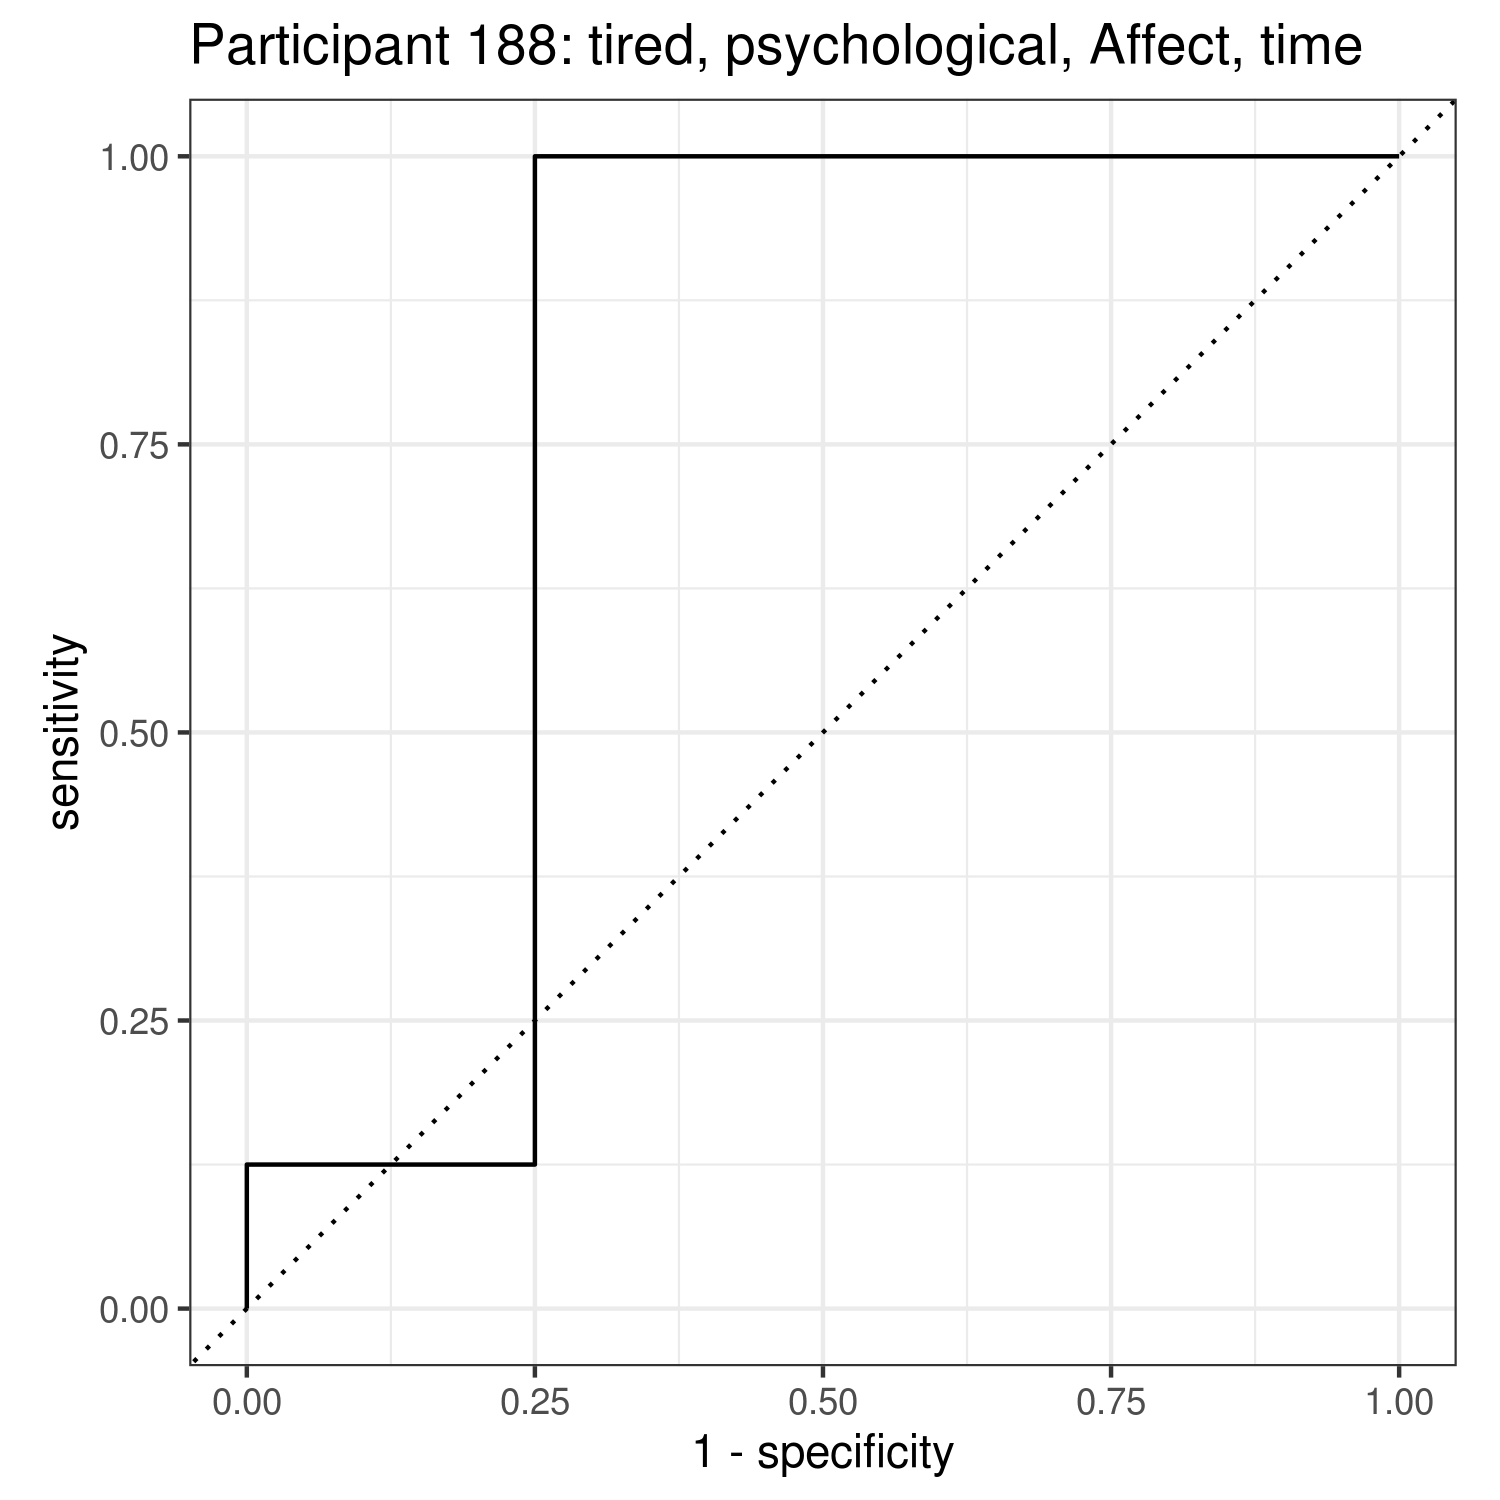 Participant 188: tired, psychological, Affect, time
1.00
0.75
0.50
0.25
0.00
sensitivity
0.00 0.25 0.50 0.75 1.00
1 - specificity